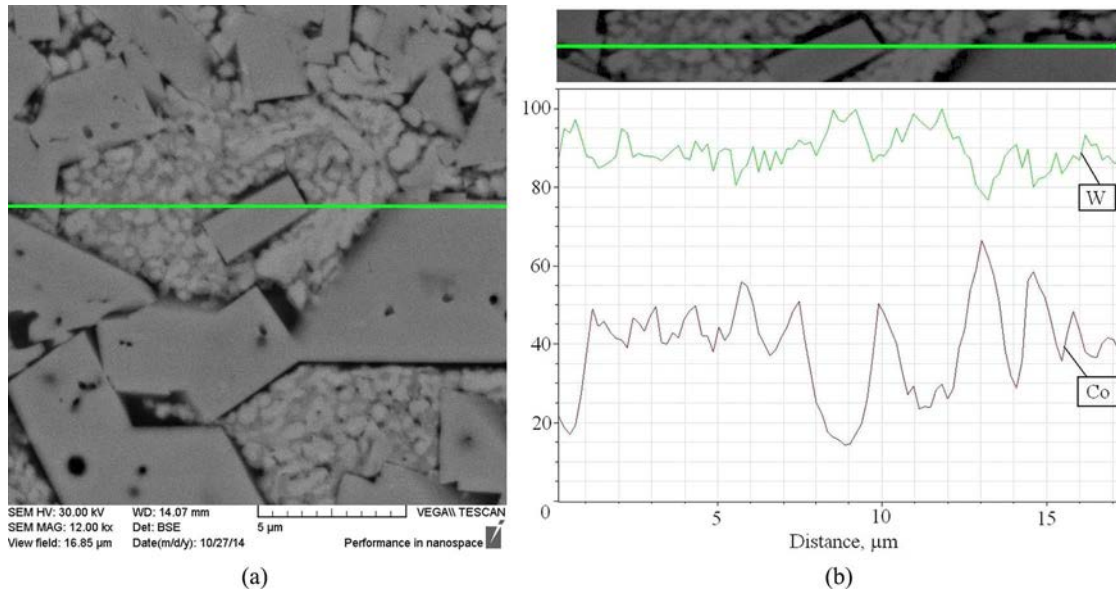 SEM HV: 30.00 kV WD: 14.07 mm VEGA\\ TESCAN
SEM MAG: 12.00 kx Det: BSE 5 µm
View field: 16.85 µm Date(m/d/y): 10/27/14 Performance in nanospace
(a)
100
80
60
40
20
0
5
10
15
W
Co
Distance, µm
(b)